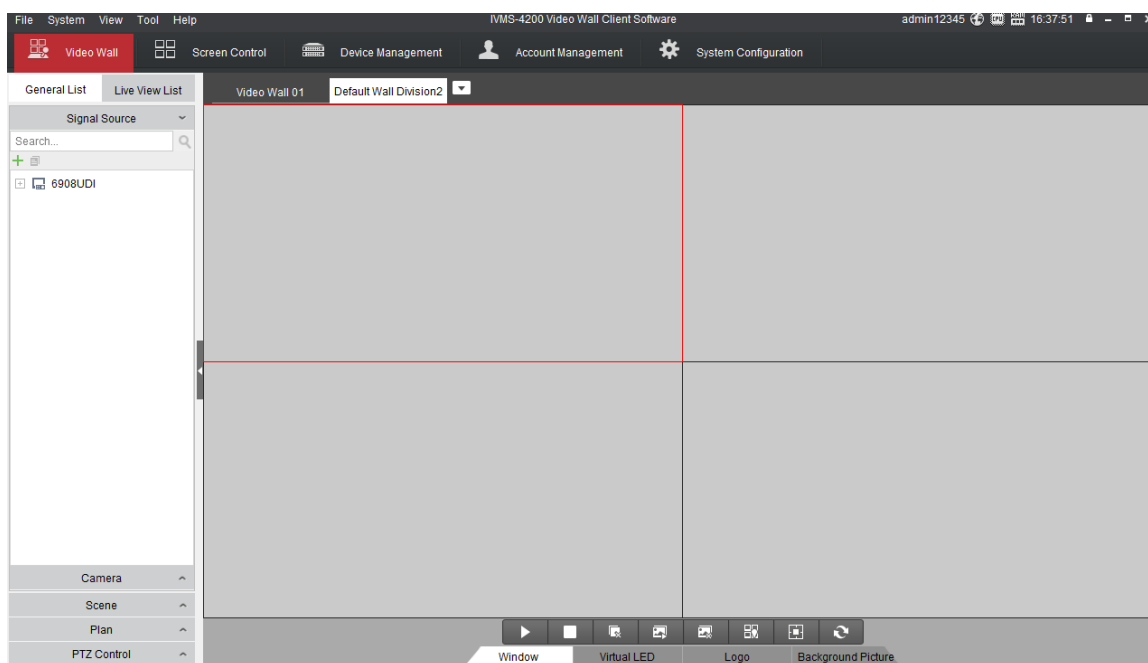 File System View Tool Help IVMS-4200 Video Wall Client Software admin12345 CPU RAM 16:37:51
Video Wall Screen Control Device Management Account Management System Configuration
General List Live View List Video Wall 01 Default Wall Division2
Signal Source
Search...
6908UDI
Camera
Scene
Plan
PTZ Control
Window Virtual LED Logo Background Picture